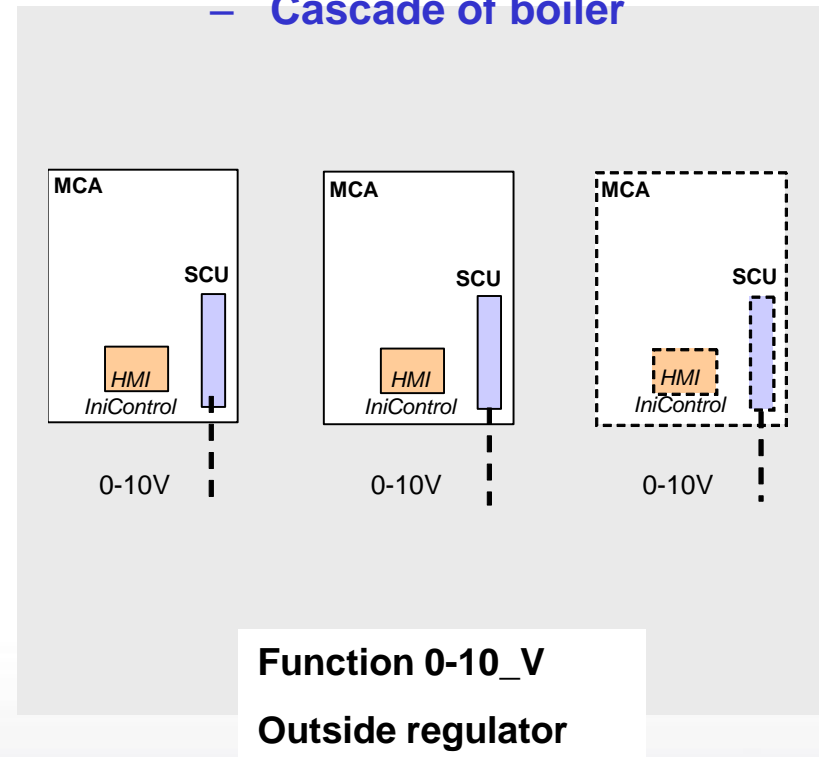 – Cascade of boiler
MCA
SCU
HMI
IniControl
0-10V
MCA
SCU
HMI
IniControl
0-10V
MCA
SCU
HMI
IniControl
0-10V
Function 0-10_V
Outside regulator